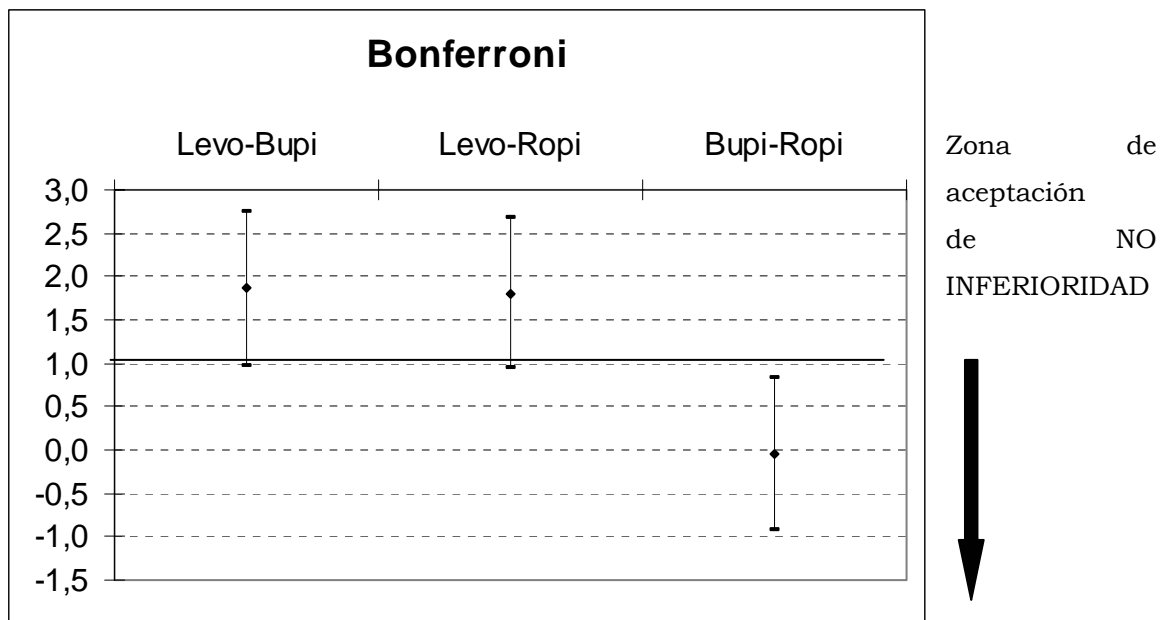 Bonferroni
Levo-Bupi Levo-Ropi Bupi-Ropi
3,0
2,5
2,0
1,5
1,0
0,5
0,0
-0,5
-1,0
-1,5
Zona de
aceptación
de NO
INFERIORIDAD